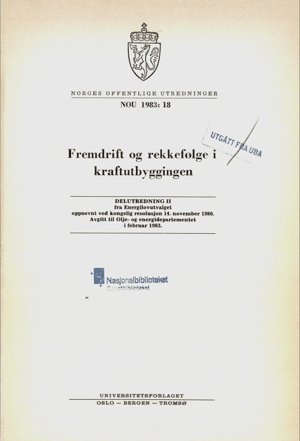 NORGES OFFENTLIGE UTREDNINGER
NOU 1983: 18
UTGÅTT FRA UBA
Fremdrift og rekkefølge i
kraftutbyggingen
DELUTREDNING II
fra Energilovutvalget
oppnevnt ved kongelig resolusjon 14. november 1980.
Avgitt til Olje- og energidepartementet
i februar 1983.
Nasjonalbiblioteket
UNIVERSITETSFORLAGET
OSLO — BERGEN — TROMSØ